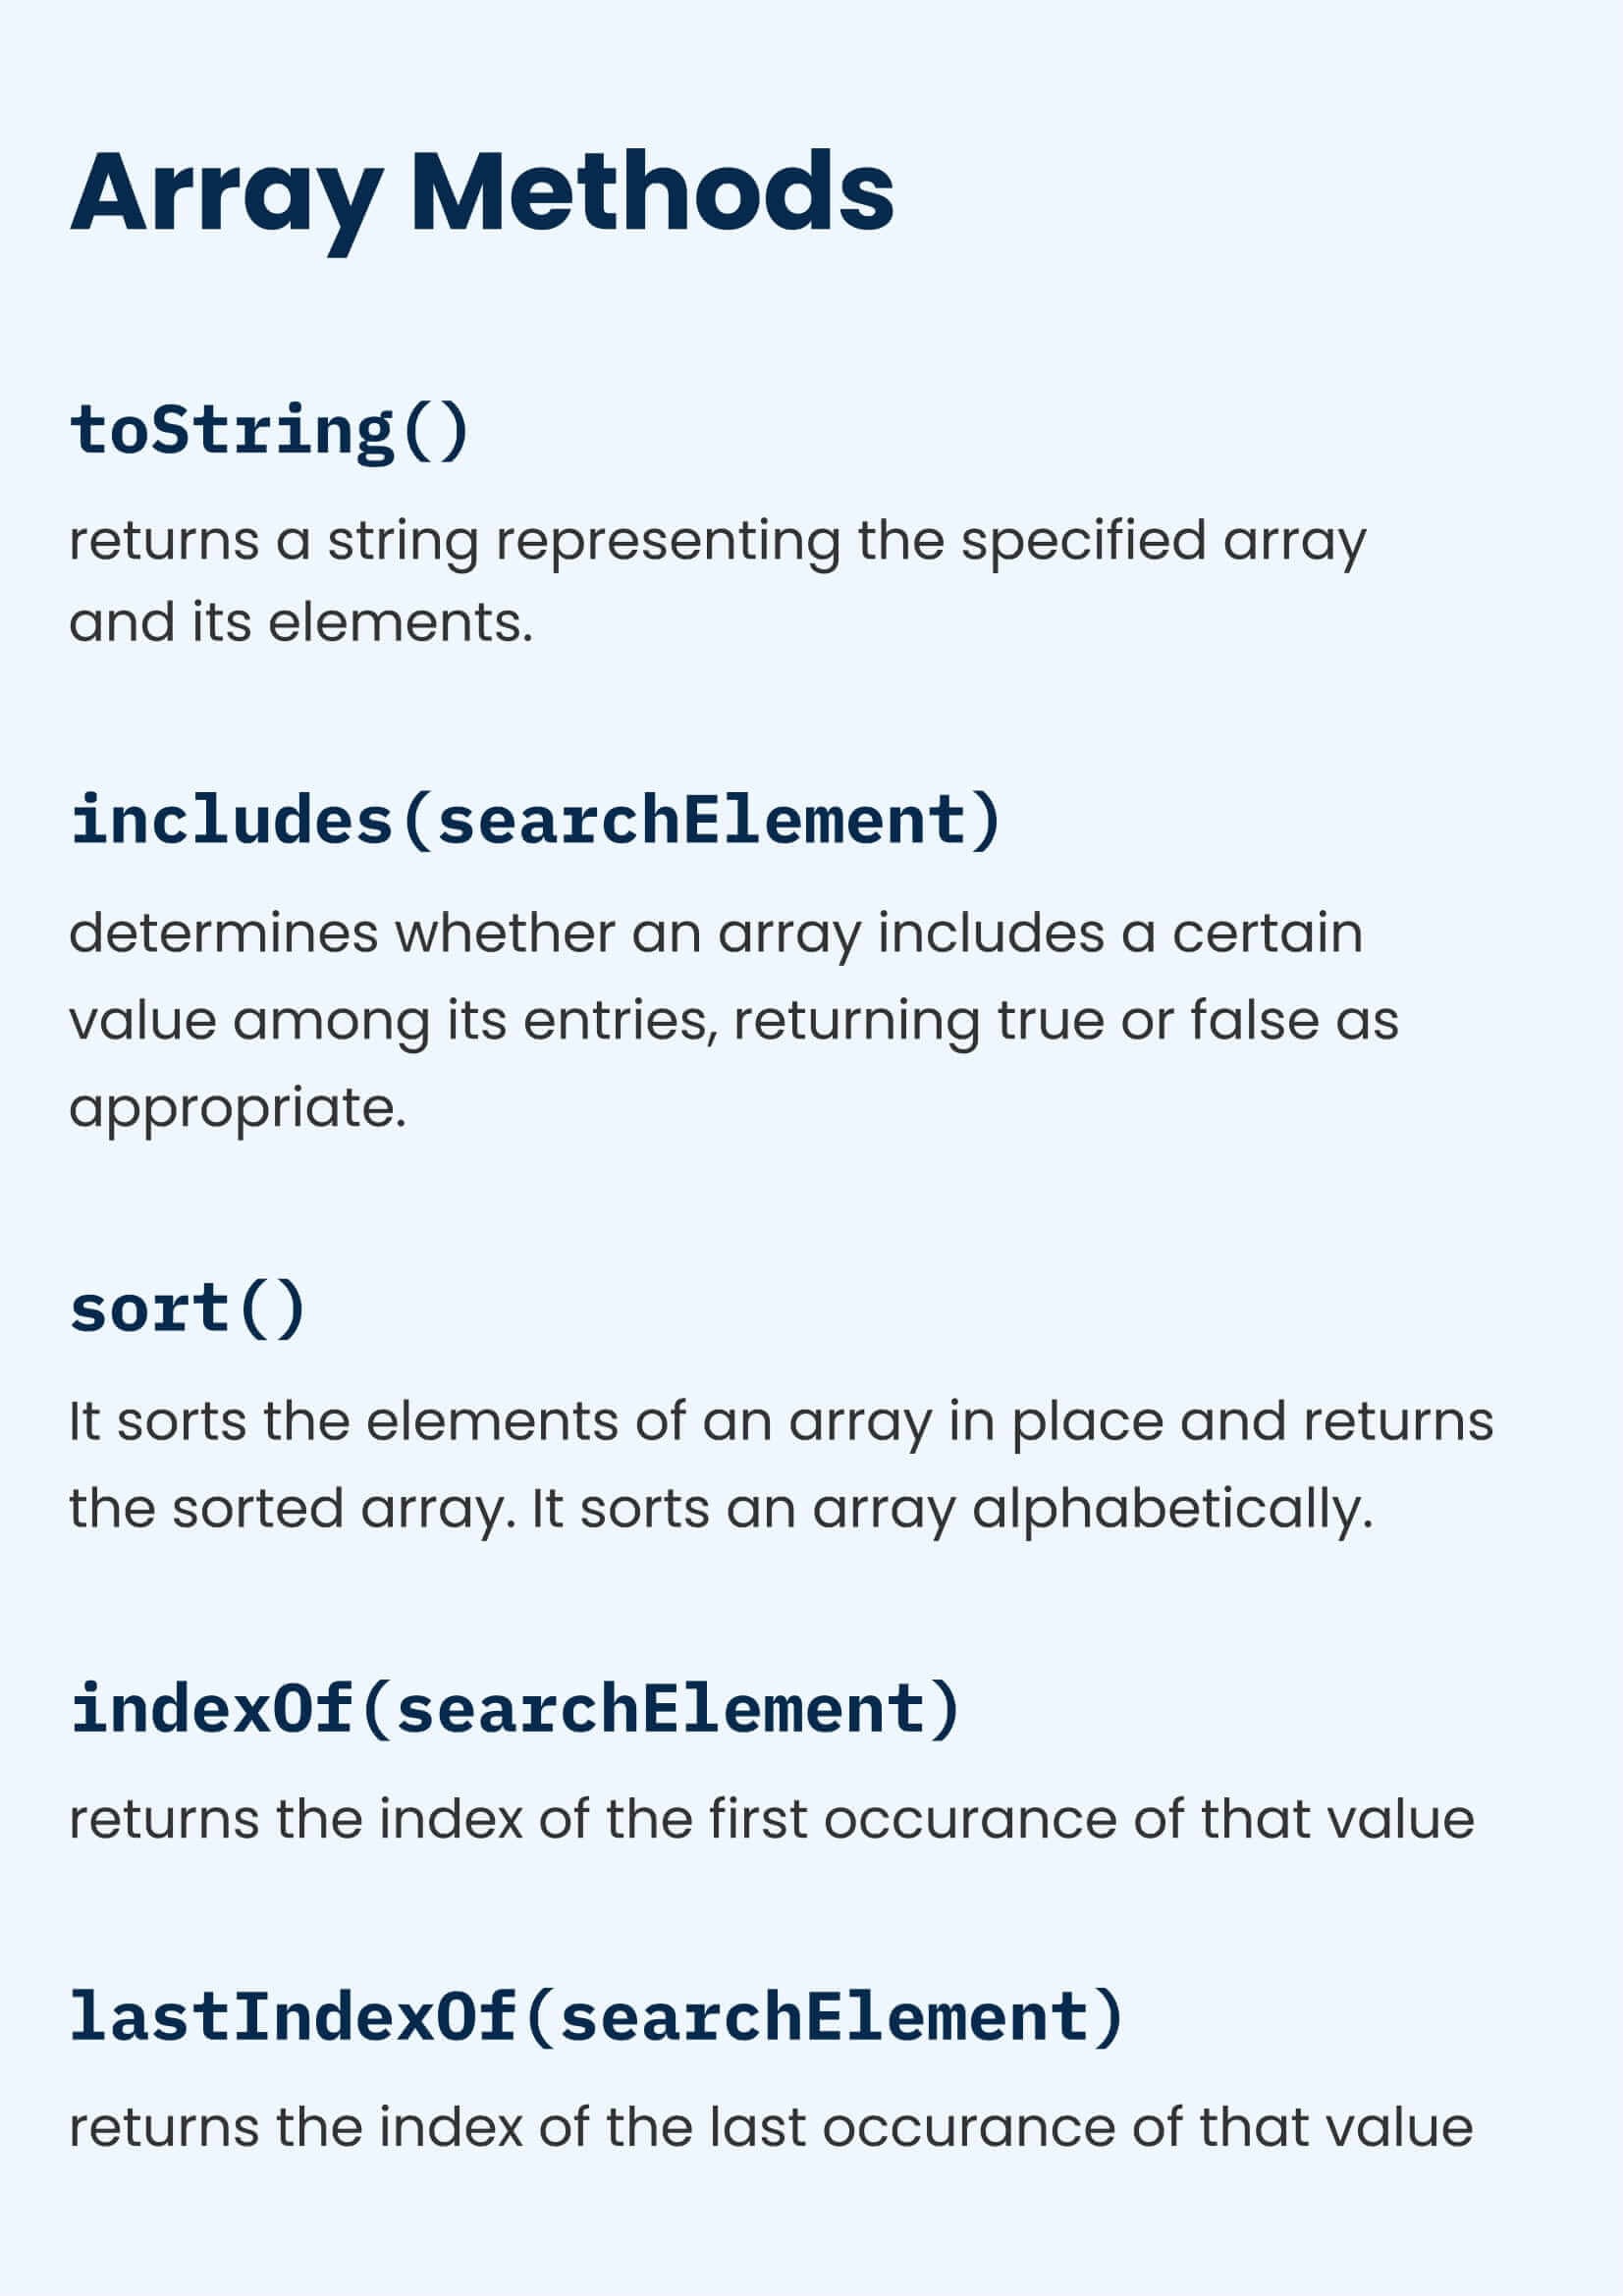 Array Methods
toString()
returns a string representing the specified array
and its elements.
includes(searchElement)
determines whether an array includes a certain
value among its entries, returning true or false as
appropriate.
sort()
It sorts the elements of an array in place and returns
the sorted array. It sorts an array alphabetically.
indexOf(searchElement)
returns the index of the first occurance of that value
lastIndexOf(searchElement)
returns the index of the last occurance of that value